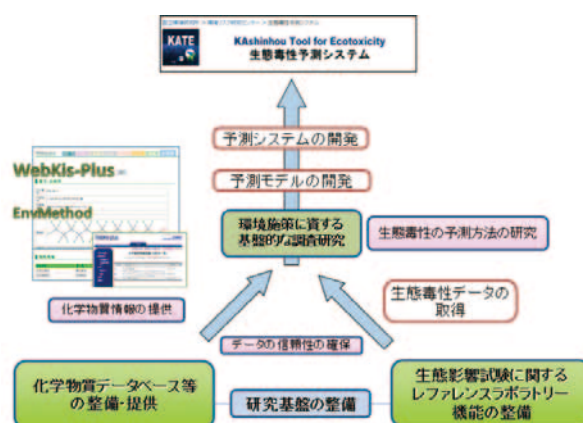 KATE
KAshinhou Tool for Ecotoxicity
生態毒性予測システム
予測システムの開発
予測モデルの開発
WebKis-Plus
EnvMethod
環境施策に資する
基盤的な調査研究
生態毒性の予測方法の研究
化学物質情報の提供
生態毒性データの
取得
データの信頼性の確保
化学物質データベース等
の整備・提供
研究基盤の整備
生態影響試験に関する
レファレンスラボラトリー
機能の整備